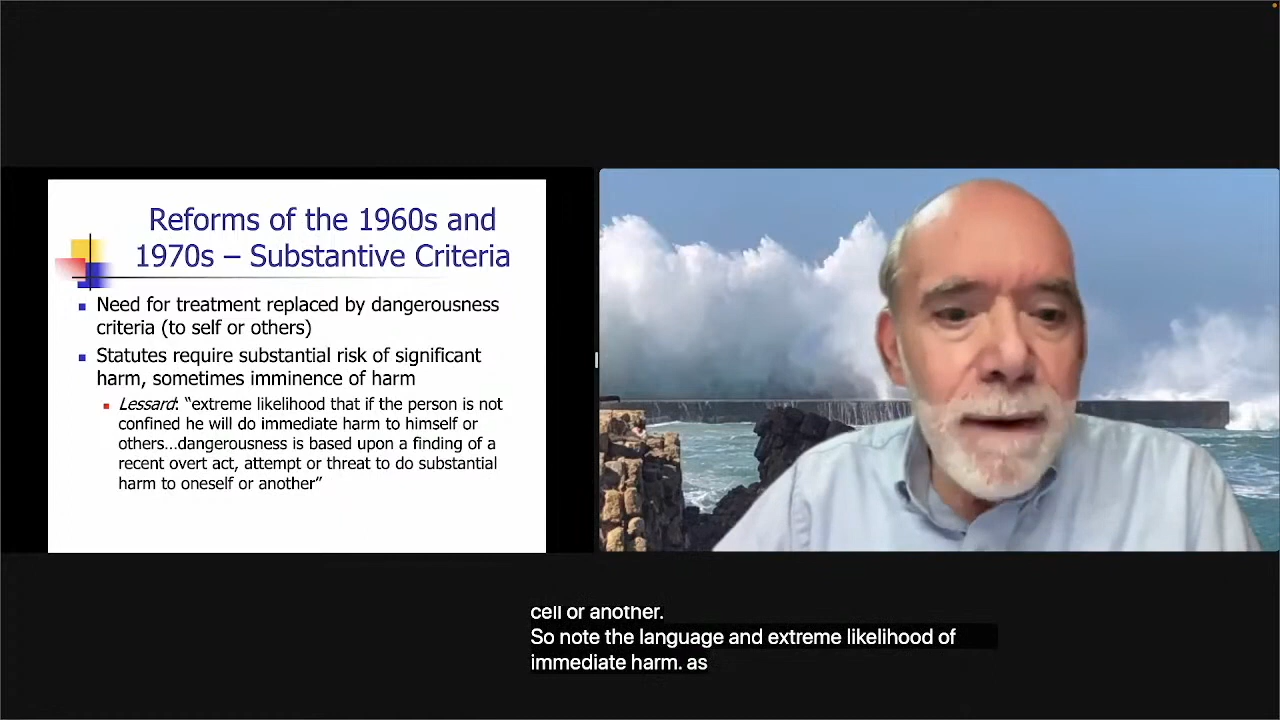 Reforms of the 1960s and
1970s – Substantive Criteria
Need for treatment replaced by dangerousness
criteria (to self or others)
Statutes require substantial risk of significant
harm, sometimes imminence of harm
Lessard: “extreme likelihood that if the person is not
confined he will do immediate harm to himself or
others…dangerousness is based upon a finding of a
recent overt act, attempt or threat to do substantial
harm to oneself or another”
cell or another.
So note the language and extreme likelihood of
immediate harm. as